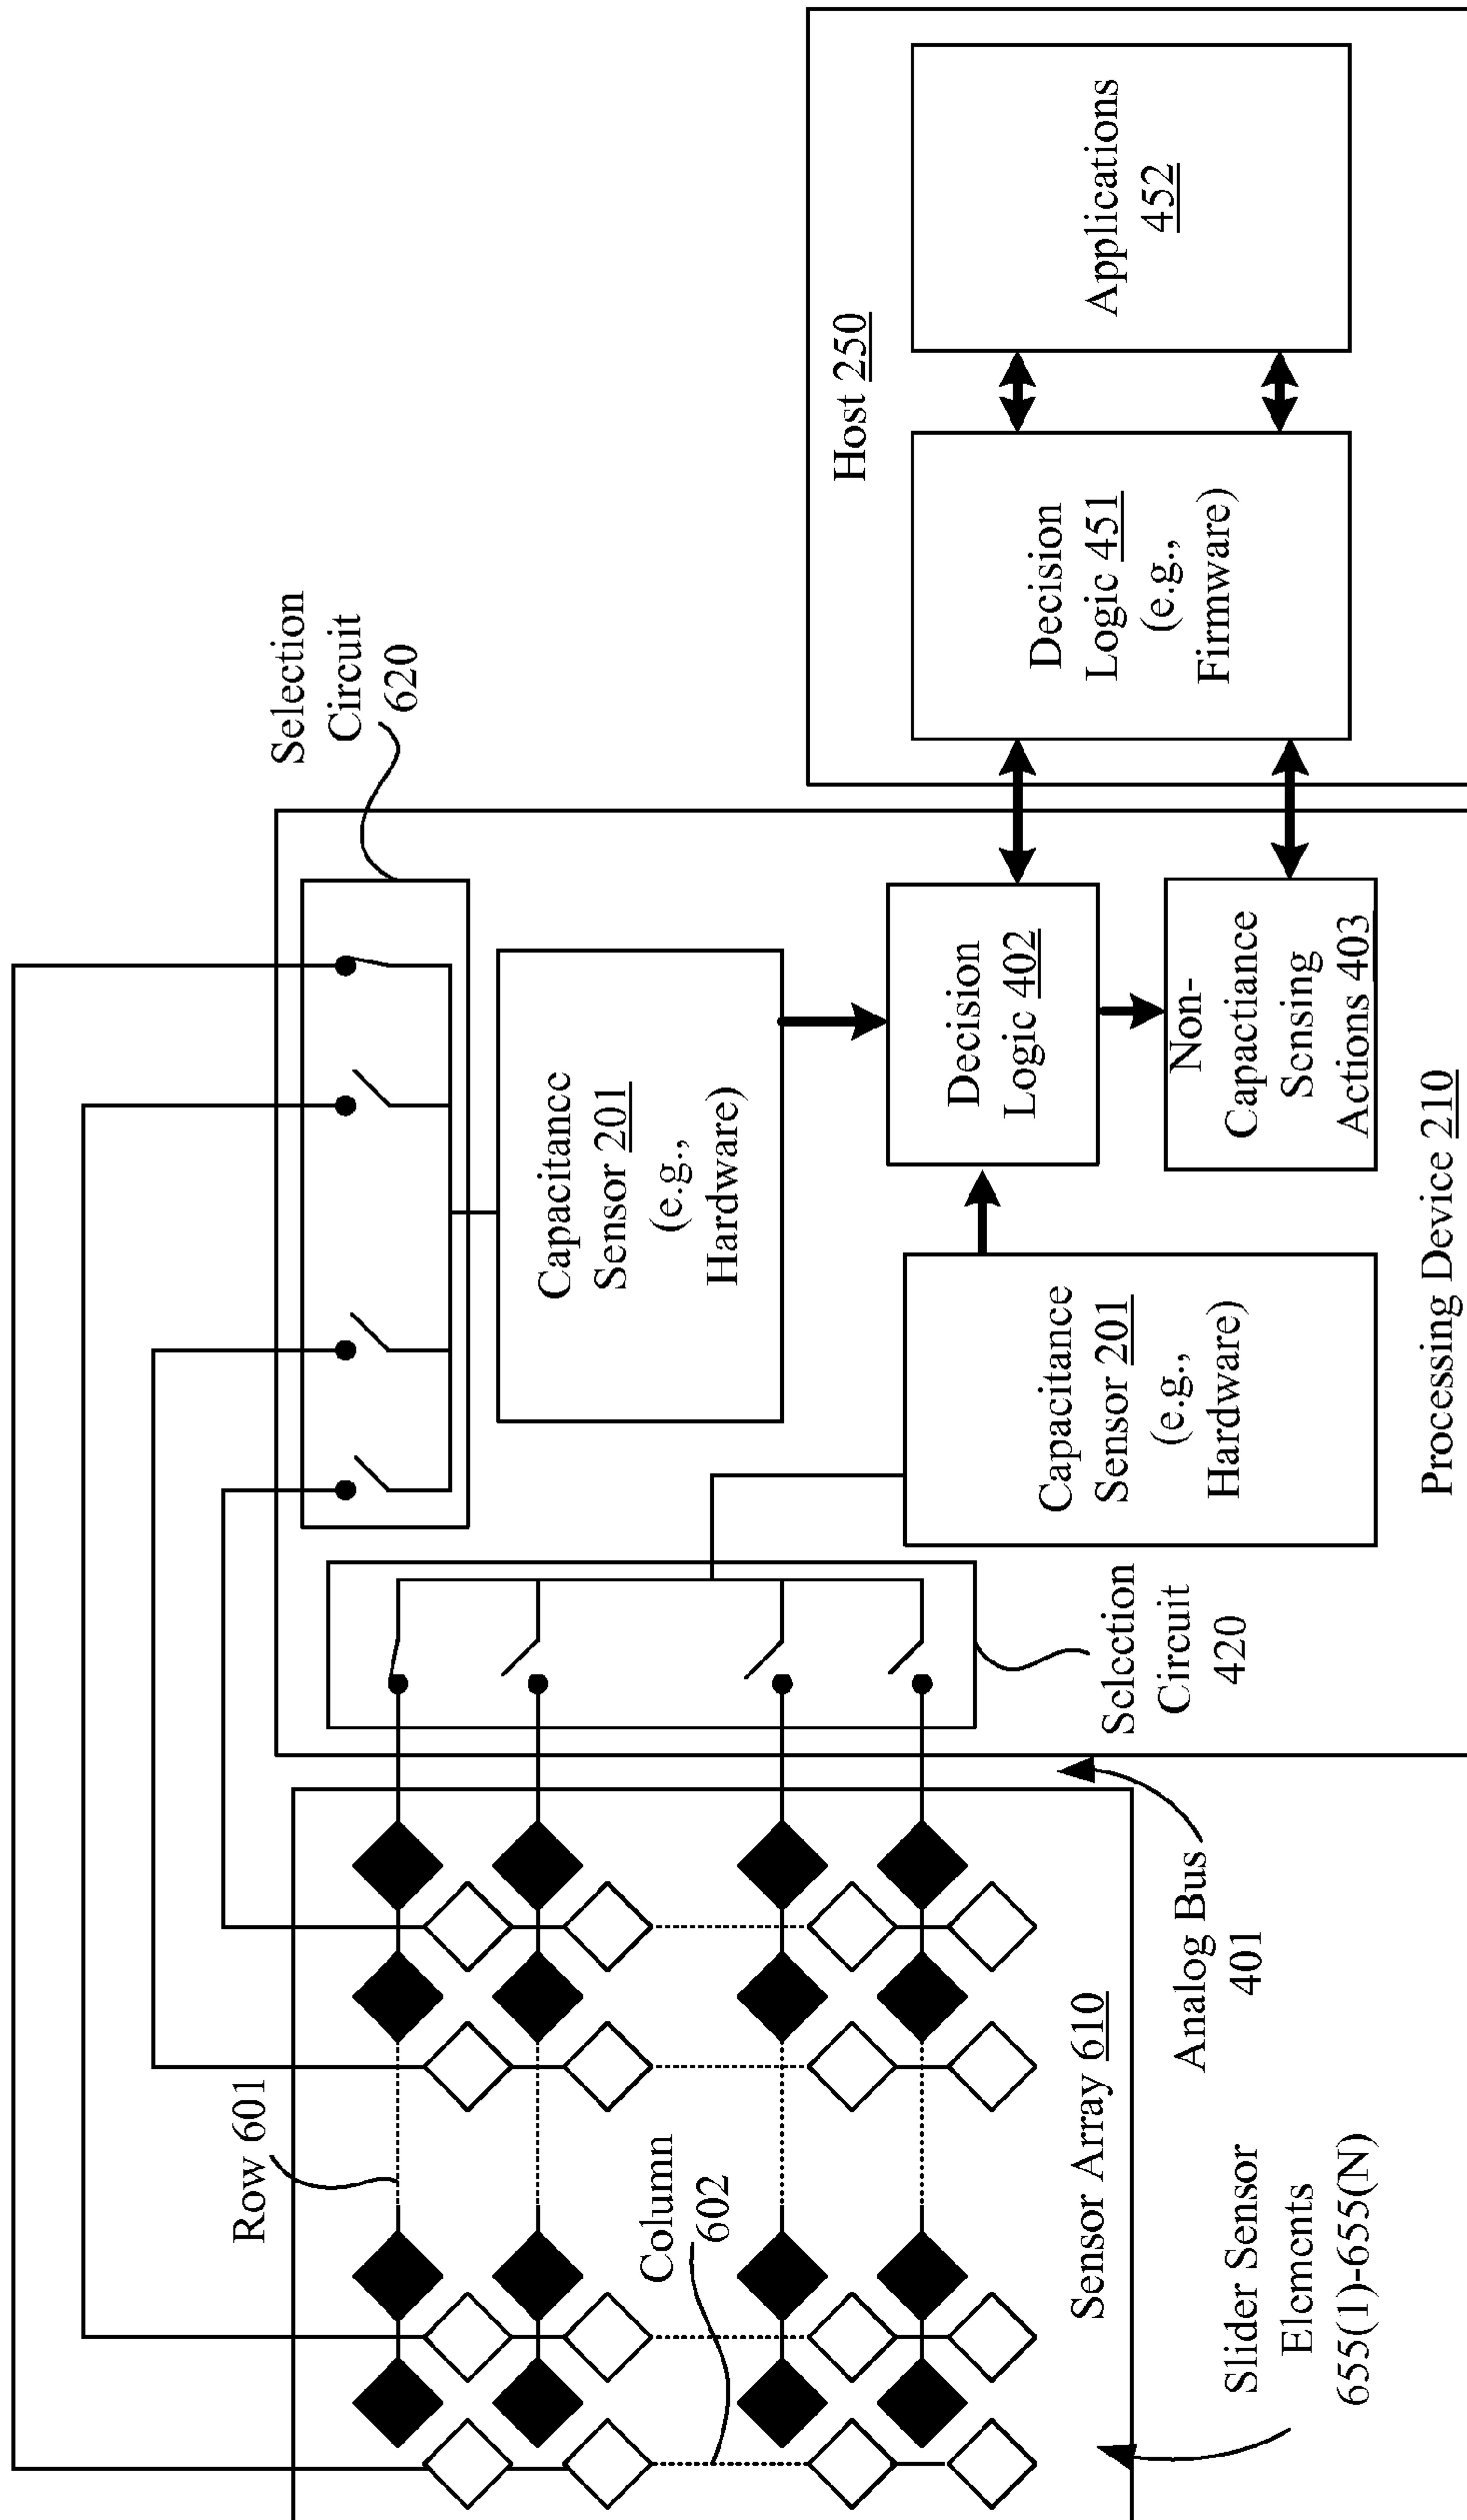 Selection
Circuit
620
Row 601
Column
602
Capacitance
Sensor 201
(e.g.,
Hardware)
Host 250
Decision
Logic 402
Decision
Logic 451
(e.g.,
Firmware)
Applications
452
Capacitance
Sensor 201
(e.g.,
Hardware)
Non-
Capactiance
Sensing
Actions 403
Sensor Array 610
Selection
Circuit
420
Analog Bus
401
Slider Sensor
Elements
655(1)-655(N)
Processing Device 210